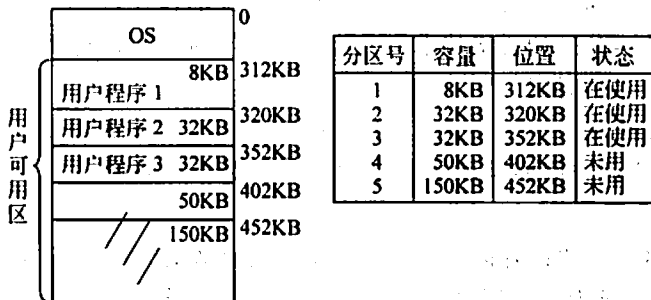 0
OS
8KB 312KB
用户程序 1
320KB
用户程序 2 32KB
352KB
用户程序 3 32KB
402KB
50KB
150KB 452KB
用户可用区
分区号 容量 位置 状态
1 8KB 312KB 在使用
2 32KB 320KB 在使用
3 32KB 352KB 在使用
4 50KB 402KB 未用
5 150KB 452KB 未用